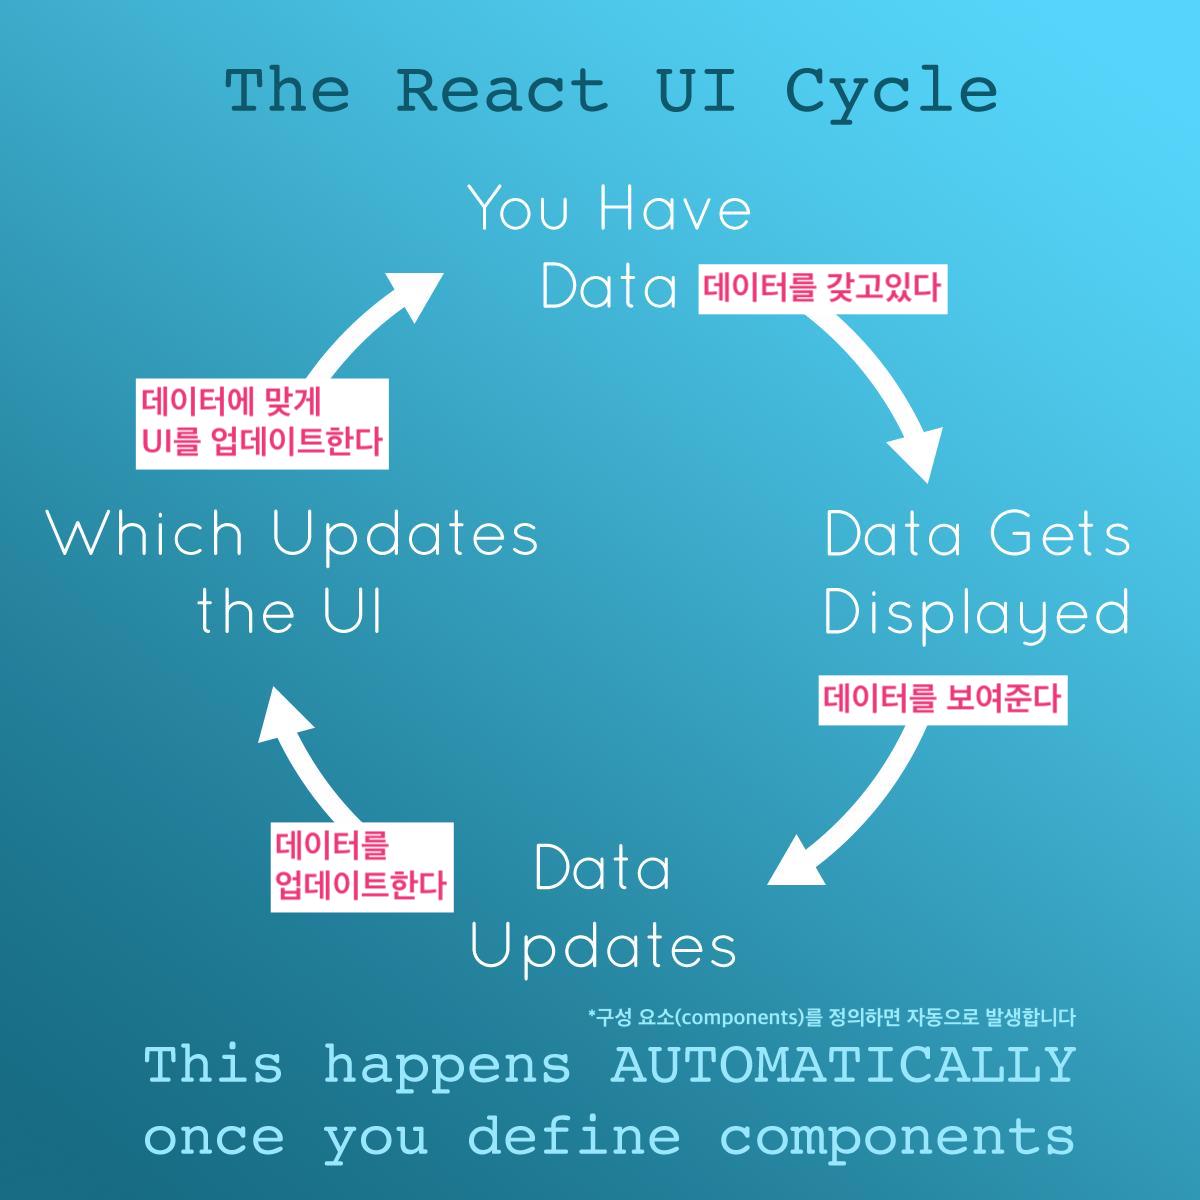 The React UI Cycle
You Have
Data
데이터를 갖고있다
데이터에 맞게
UI를 업데이트한다
Which Updates
the UI
Data Gets
Displayed
데이터를 보여준다
데이터를
업데이트한다
Data
Updates
*구성 요소(components)를 정의하면 자동으로 발생합니다
This happens AUTOMATICALLY
once you define components